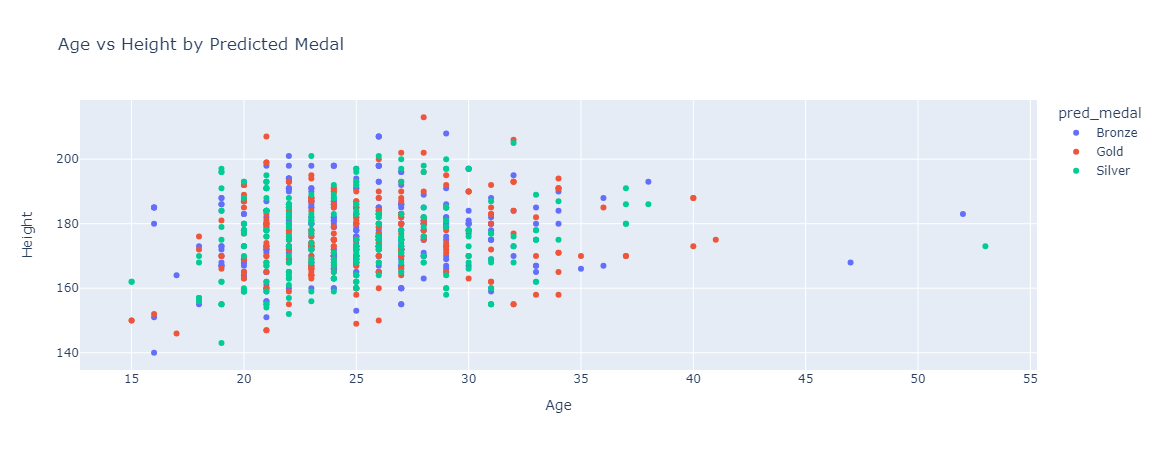 Age vs Height by Predicted Medal
pred_medal
Bronze
Gold
Silver
Height
200
180
160
140
15 20 25 30 35 40 45 50 55
Age